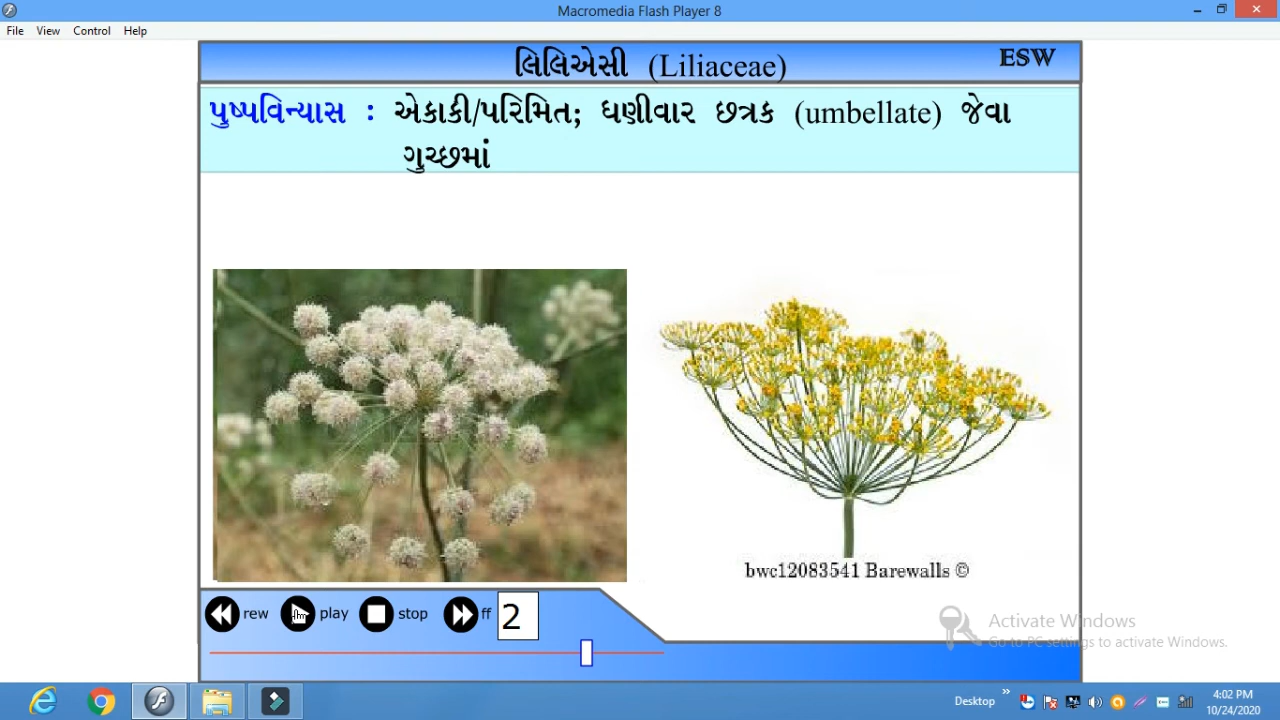 Macromedia Flash Player 8
File View Control Help
લિલિએસી (Liliaceae)
ESW
પુષ્પવિન્યાસ : એકાકી/પરિમિત; ઘણીવાર છત્રક (umbellate) જેવા
ગુચ્છમાં
bwc12083541 Barewalls ©
rew play stop ff 2
Activate Windows
Go to PC settings to activate Windows.
Desktop
4:02 PM
10/24/2020